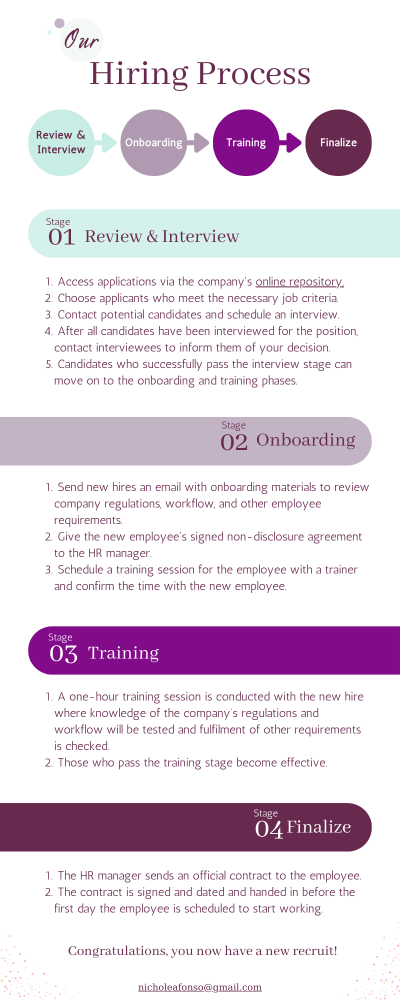 Our
Hiring Process
Review &
Interview
Onboarding
Training
Finalize
Stage
01 Review & Interview
1. Access applications via the company's online repository.
2. Choose applicants who meet the necessary job criteria.
3. Contact potential candidates and schedule an interview.
4. After all candidates have been interviewed for the position,
contact interviewees to inform them of your decision.
5. Candidates who successfully pass the interview stage can
move on to the onboarding and training phases.
Stage
02 Onboarding
1. Send new hires an email with onboarding materials to review
company regulations, workflow, and other employee
requirements.
2. Give the new employee's signed non-disclosure agreement
to the HR manager.
3. Schedule a training session for the employee with a trainer
and confirm the time with the new employee.
Stage
03 Training
1. A one-hour training session is conducted with the new hire
where knowledge of the company's regulations and
workflow will be tested and fulfilment of other requirements
is checked.
2. Those who pass the training stage become effective.
Stage
04 Finalize
1. The HR manager sends an official contract to the employee.
2. The contract is signed and dated and handed in before the
first day the employee is scheduled to start working.
Congratulations, you now have a new recruit!
nicholeafonso@gmail.com